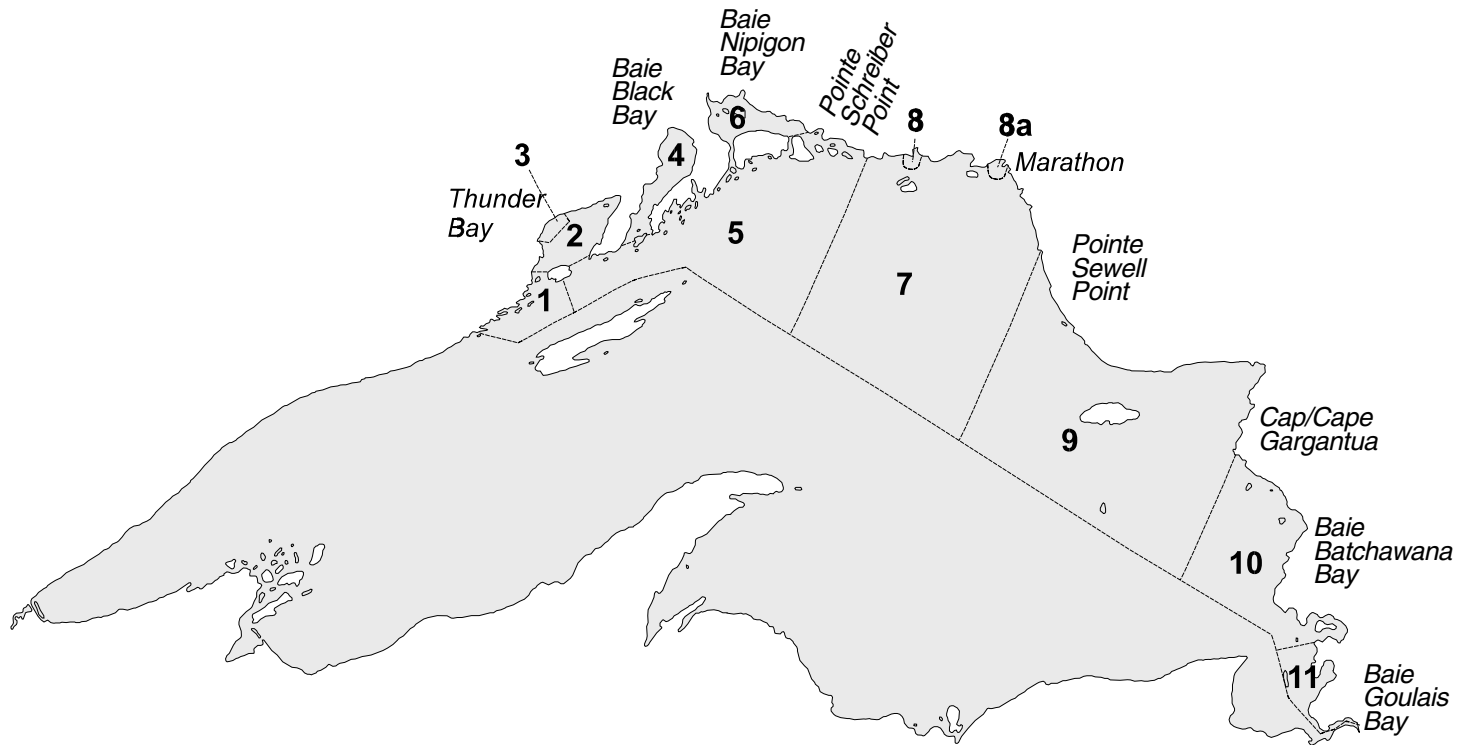 Baie
Nipigon
Bay
Pointe
Schreiber
Point
Baie
Black
Bay
6
8
8a
3
4
Marathon
Thunder
Bay
2
5
Pointe
Sewell
Point
1
7
Cap/Cape
Gargantua
9
Baie
Batchawana
Bay
10
11
Baie
Goulais
Bay